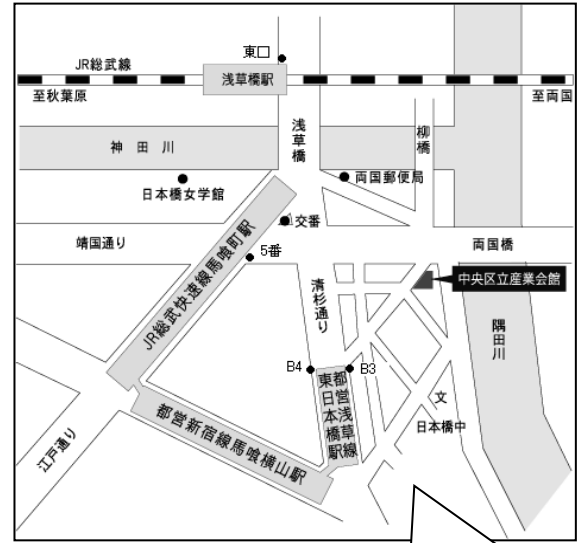 東口
JR総武線
浅草橋駅
至秋葉原
至両国
浅草橋
柳橋
神田川
両国郵便局
日本橋女学館
交番
靖国通り
両国橋
5番
JR総武快速線馬喰町駅
清杉通り
中央区立産業会館
隅田川
B4
B3
都営浅草線
東日本橋駅
文
日本橋中
江戸通り
都営新宿線馬喰横山駅